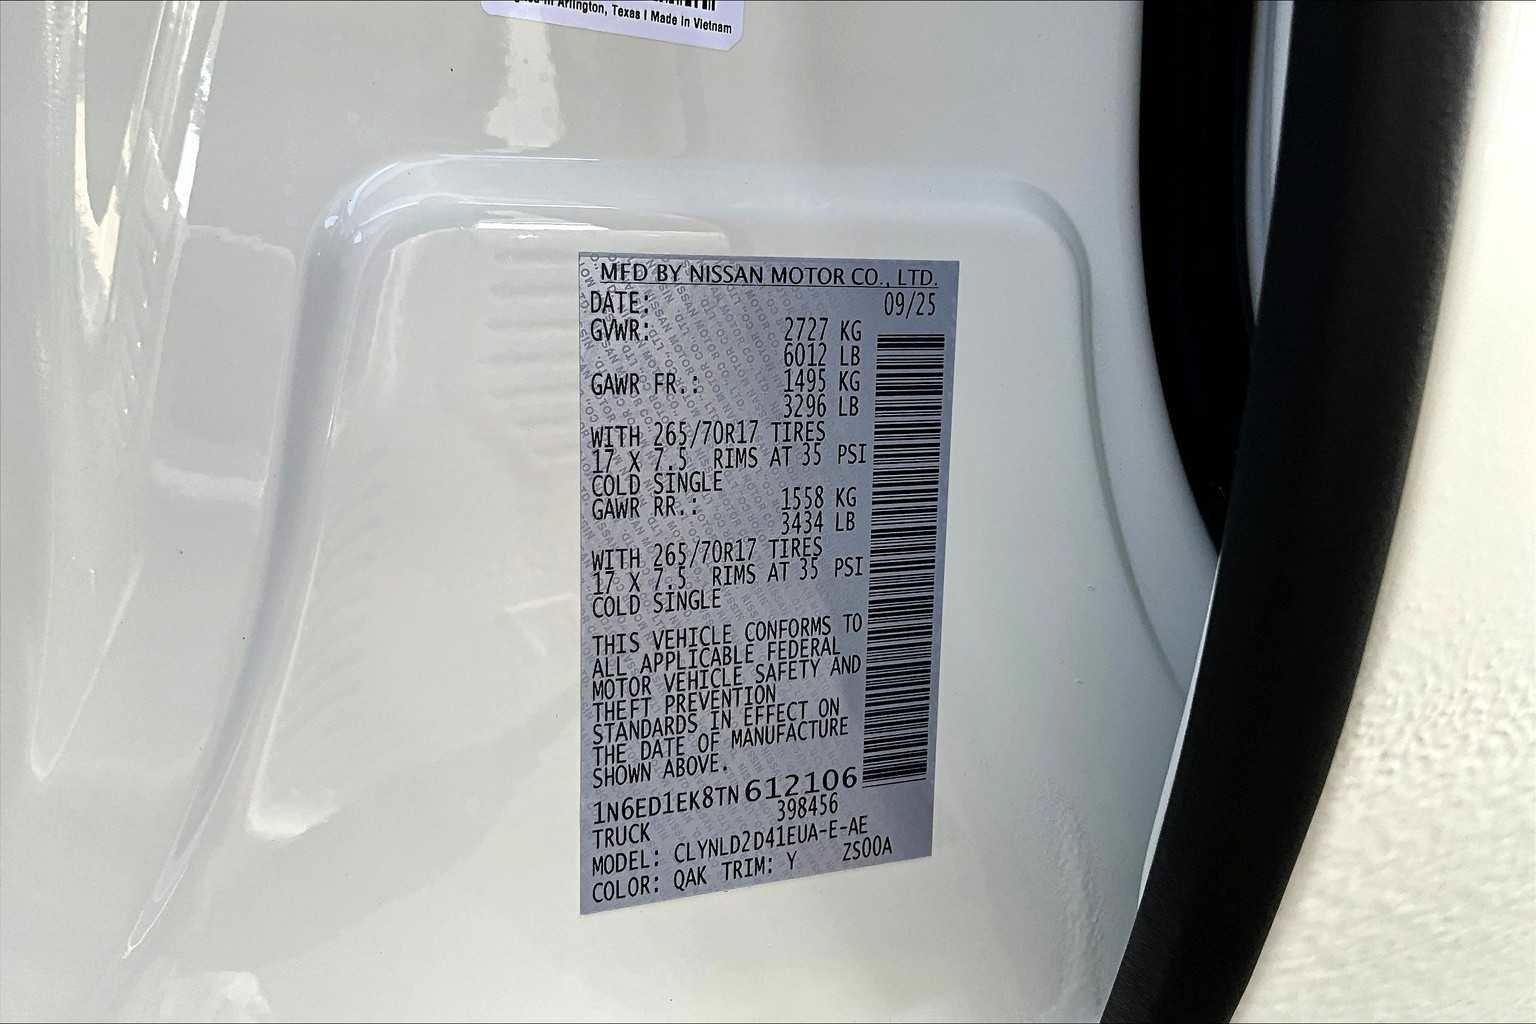 Arlington, Texas | Made in Vietnam
MFD BY NISSAN MOTOR CO., LTD.
DATE: 09/25
GVWR: 2727 KG
6012 LB
GAWR FR.: 1495 KG
3296 LB
WITH 265/70R17 TIRES
17 X 7.5 RIMS AT 35 PSI
COLD SINGLE
GAWR RR.: 1558 KG
3434 LB
WITH 265/70R17 TIRES
17 X 7.5 RIMS AT 35 PSI
COLD SINGLE
THIS VEHICLE CONFORMS TO
ALL APPLICABLE FEDERAL
MOTOR VEHICLE SAFETY AND
THEFT PREVENTION
STANDARDS IN EFFECT ON
THE DATE OF MANUFACTURE
SHOWN ABOVE.
1N6ED1EK8TN612106
398456
TRUCK
MODEL: CLYNLD2D41EUA-E-AE
COLOR: QAK TRIM: Y ZS00A